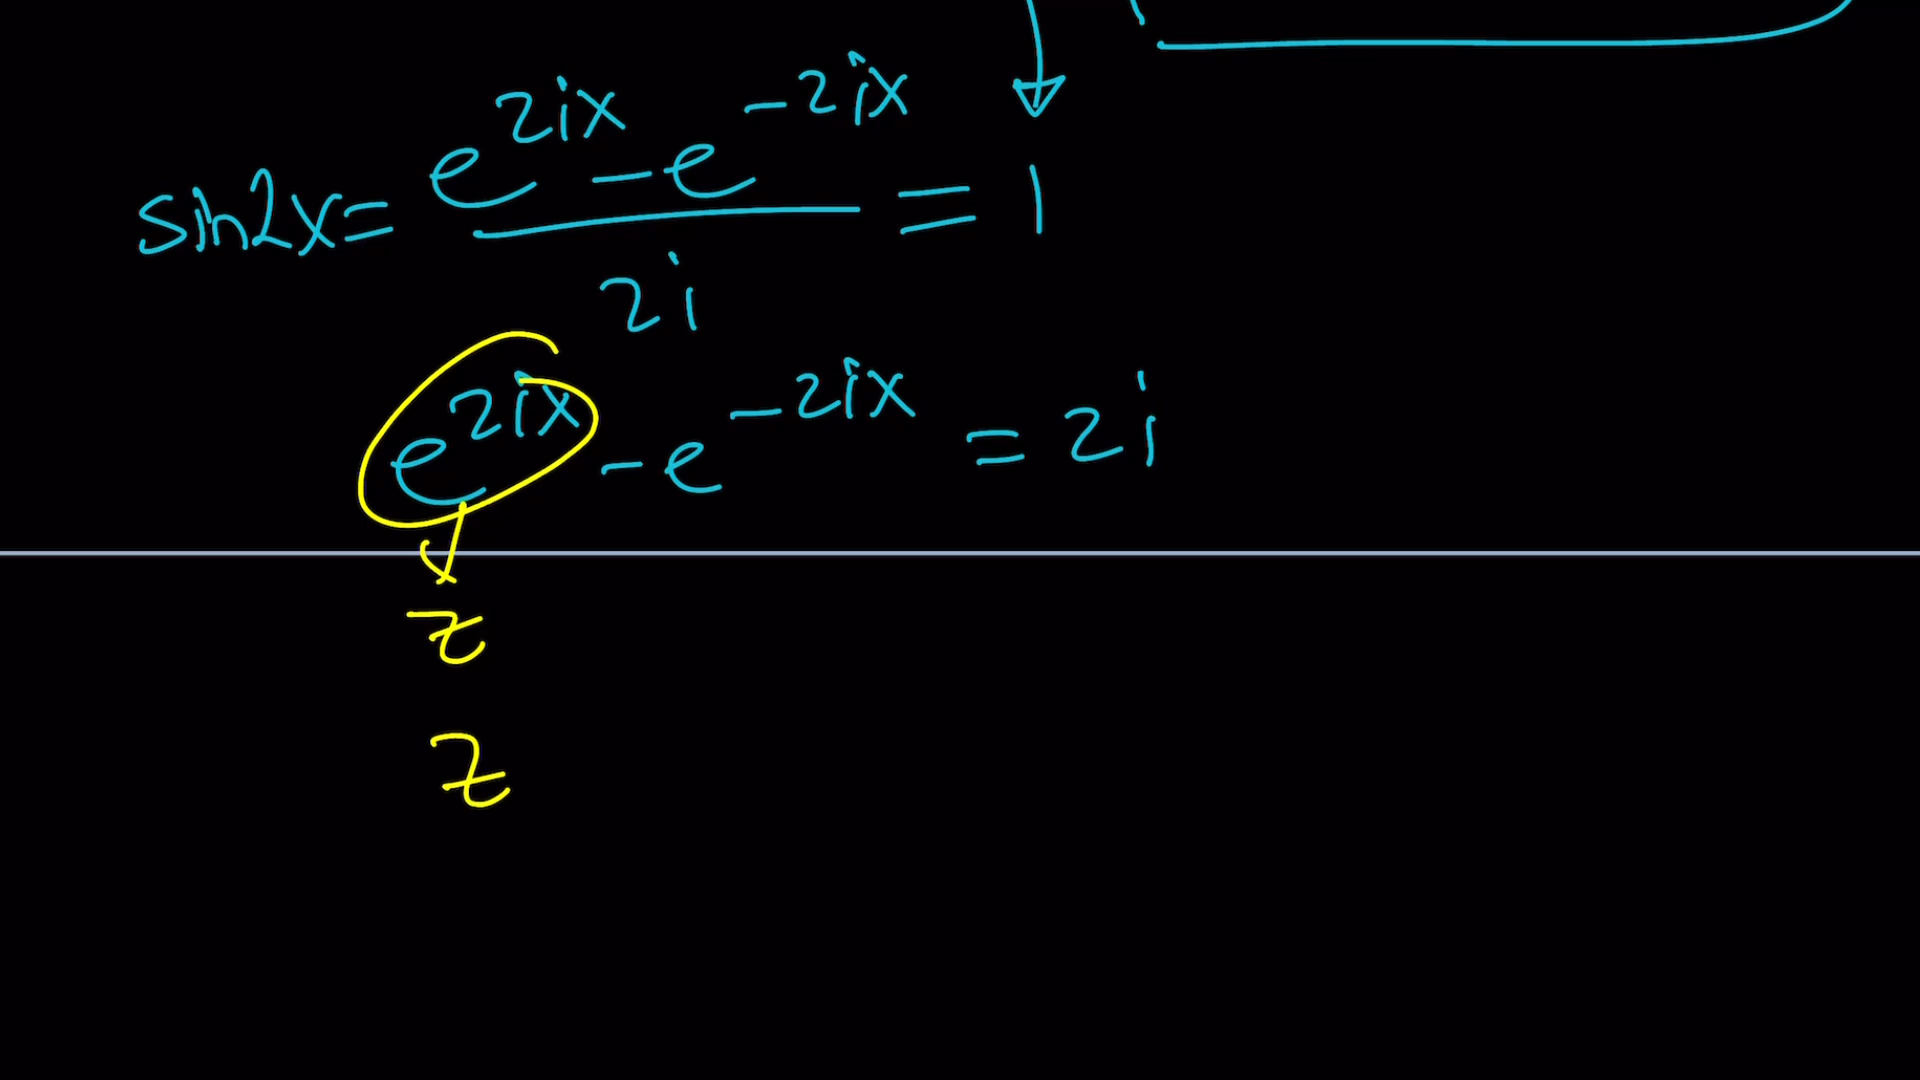 sin2x = e^{2ix} - e^{-2ix} / 2i = 1
e^{2ix} - e^{-2ix} = 2i
z
z